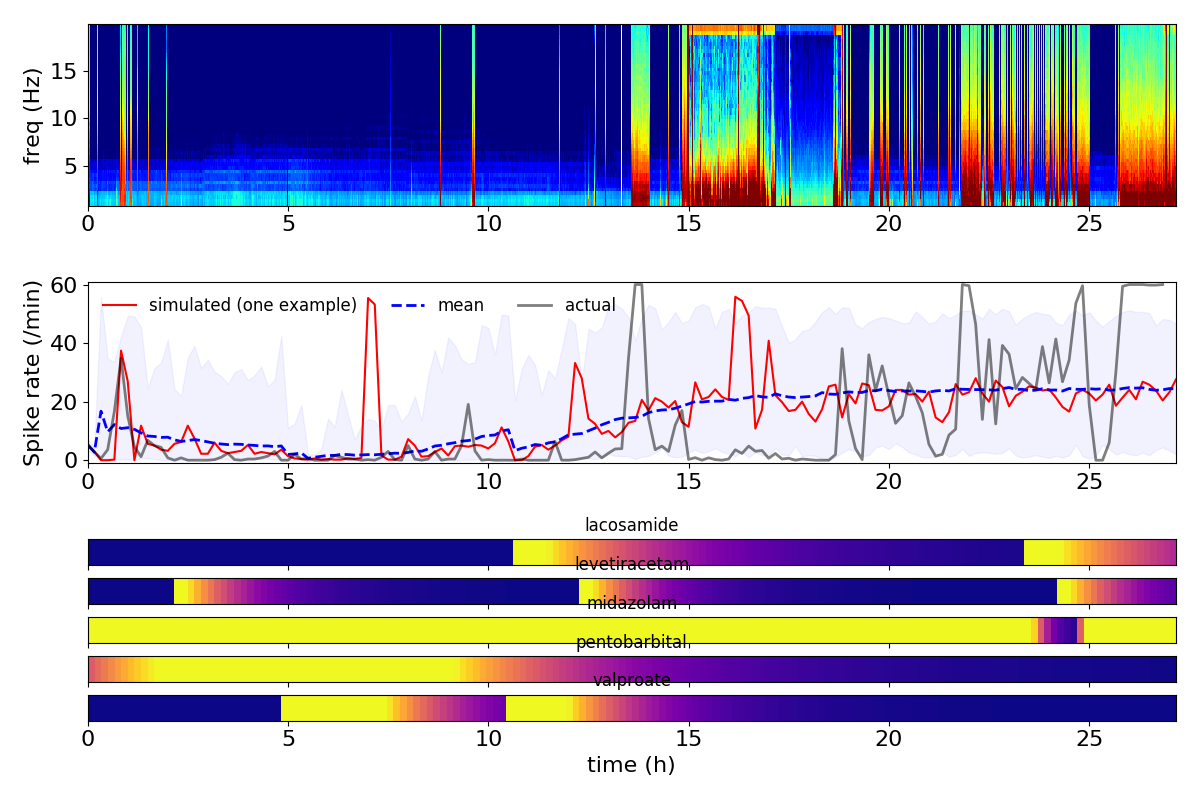 freq (Hz)
15
10
5
0 5 10 15 20 25
Spike rate (/min)
60
40
20
0
simulated (one example) mean actual
0 5 10 15 20 25
lacosamide
levetiracetam
midazolam
pentobarbital
valproate
0 5 10 15 20 25
time (h)